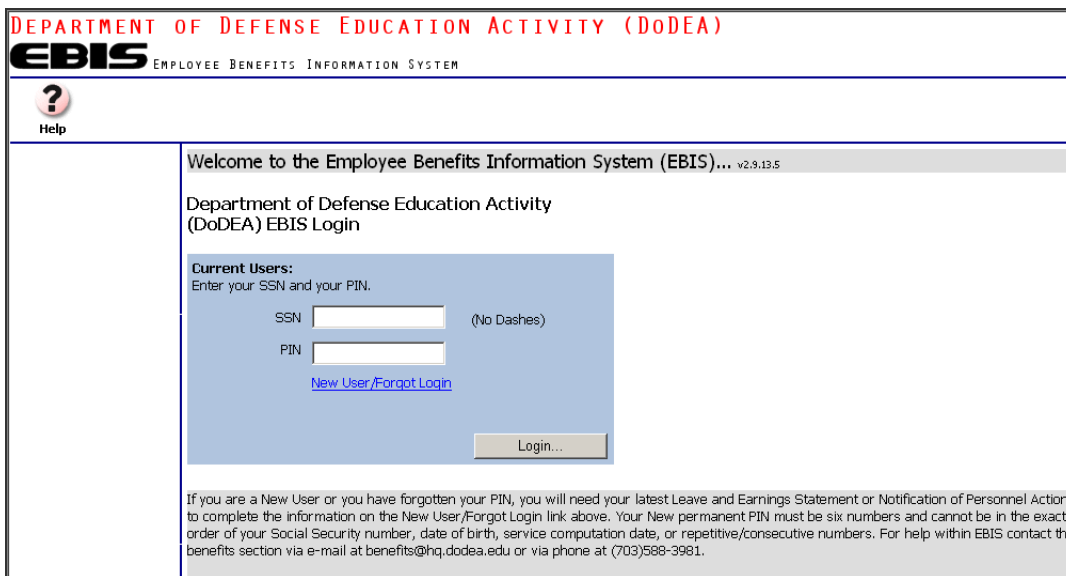 DEPARTMENT OF DEFENSE EDUCATION ACTIVITY (DODEA)
EBIS EMPLOYEE BENEFITS INFORMATION SYSTEM
?
Help
Welcome to the Employee Benefits Information System (EBIS)... v2.9.13.5
Department of Defense Education Activity
(DoDEA) EBIS Login
Current Users:
Enter your SSN and your PIN.
SSN (No Dashes)
PIN
New User/Forgot Login
Login...
If you are a New User or you have forgotten your PIN, you will need your latest Leave and Earnings Statement or Notification of Personnel Action
to complete the information on the New User/Forgot Login link above. Your New permanent PIN must be six numbers and cannot be in the exact
order of your Social Security number, date of birth, service computation date, or repetitive/consecutive numbers. For help within EBIS contact th
benefits section via e-mail at benefits@hq.dodea.edu or via phone at (703)588-3981.